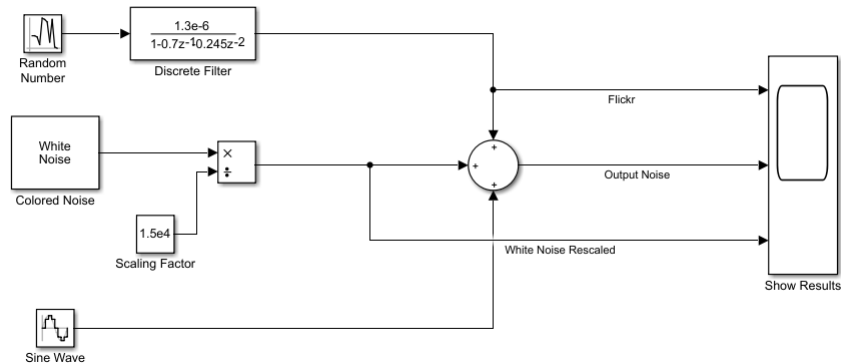 1.3e-6
1-0.7z-10.245z-2
Random
Number
Discrete Filter
Flickr
White
Noise
×
÷
Colored Noise
+
+
+
Output Noise
1.5e4
Scaling Factor
White Noise Rescaled
Show Results
Sine Wave